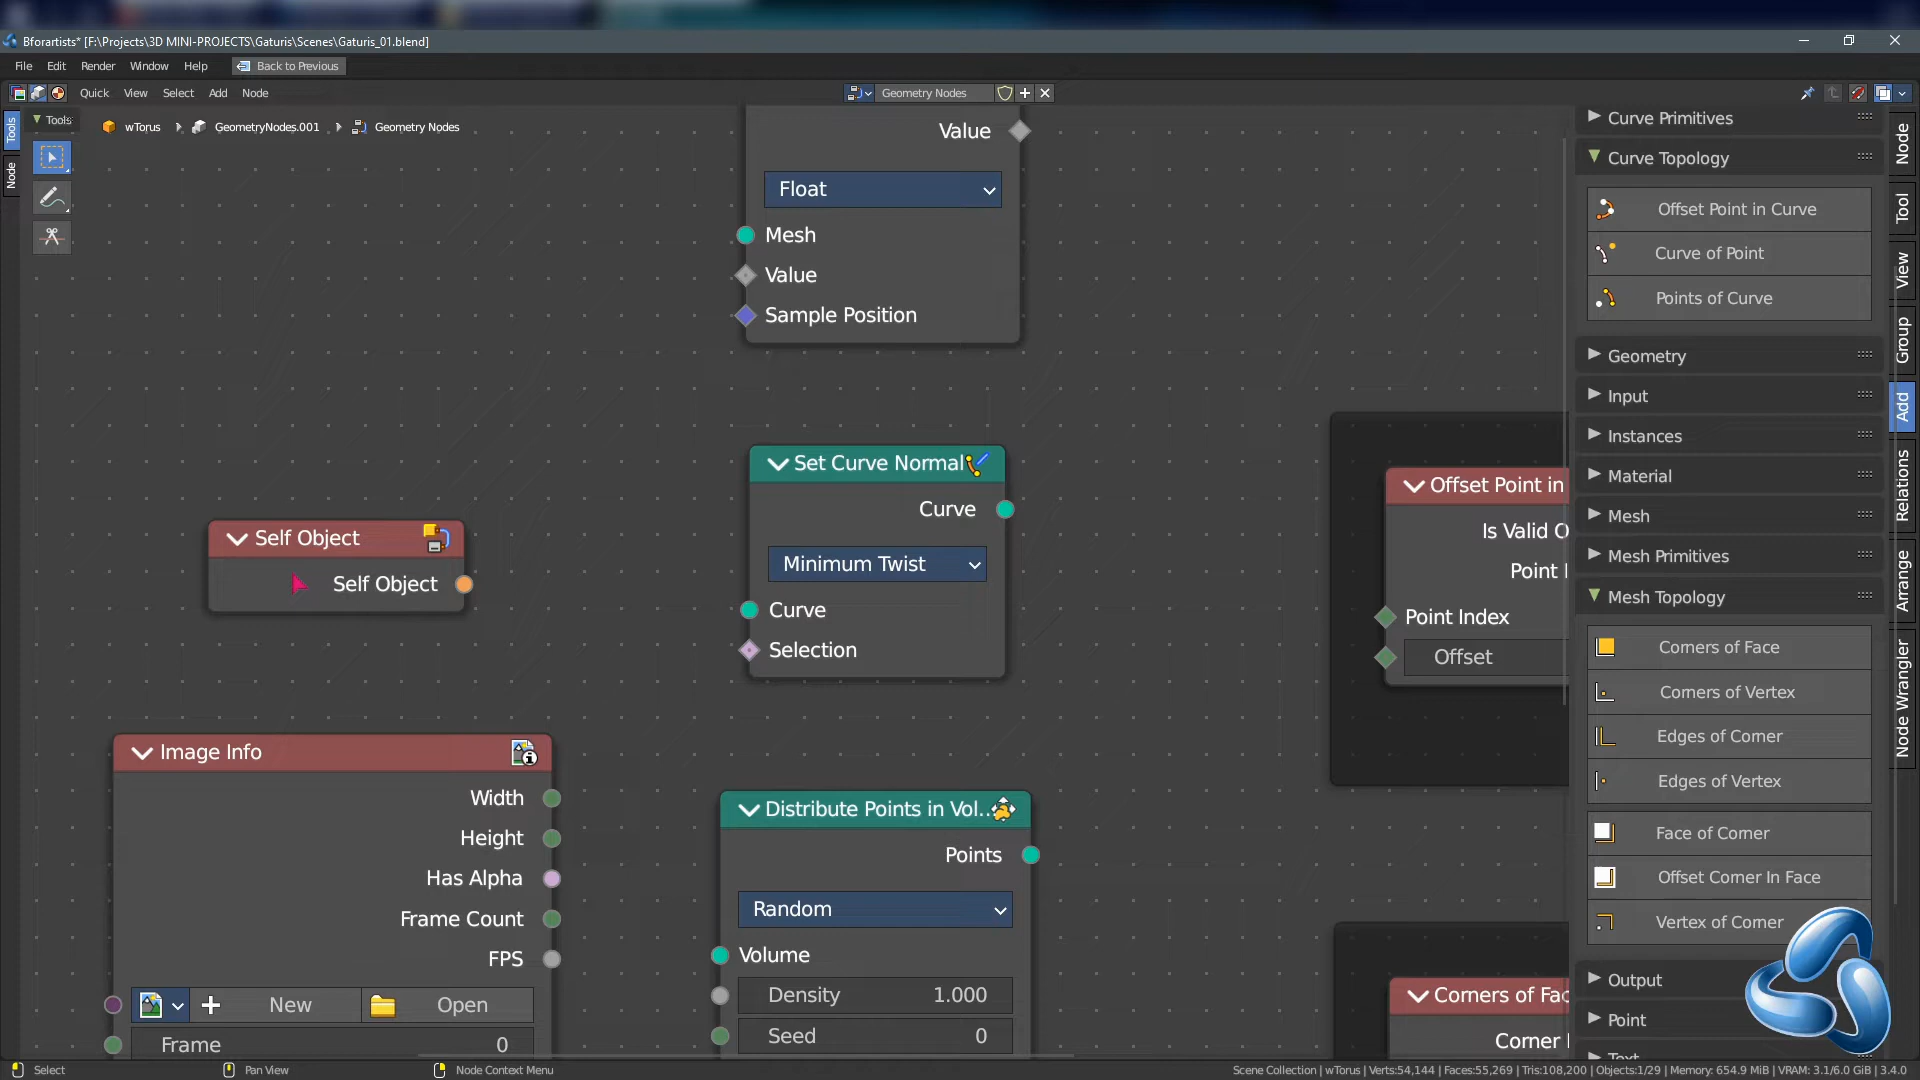 Bforartists* [F:\Projects\3D MINI-PROJECTS\Gaturis\Scenes\Gaturis_01.blend]
File Edit Render Window Help Back to Previous
Quick View Select Add Node Geometry Nodes
Tools
Node
Tools
wTorus GeometryNodes.001 Geometry Nodes
Value
Float
Mesh
Value
Sample Position
Set Curve Normal
Curve
Minimum Twist
Curve
Selection
Self Object
Self Object
Image Info
Width
Height
Has Alpha
Frame Count
FPS
New Open
Frame 0
Distribute Points in Vol..
Points
Random
Volume
Density 1.000
Seed 0
Offset Point in
Is Valid O
Point
Point Index
Offset
Corners of Fac
Corner
Curve Primitives
Curve Topology
Offset Point in Curve
Curve of Point
Points of Curve
Geometry
Input
Instances
Material
Mesh
Mesh Primitives
Mesh Topology
Corners of Face
Corners of Vertex
Edges of Corner
Edges of Vertex
Face of Corner
Offset Corner In Face
Vertex of Corner
Output
Point
Text
Node
Tool
View
Group
Add
Relations
Arrange
Node Wrangler
Select Pan View Node Context Menu Scene Collection | wTorus | Verts:54,144 | Faces:55,269 | Tris:108,200 | Objects:1/29 | Memory: 654.9 MiB | VRAM: 3.1/6.0 GiB | 3.4.0